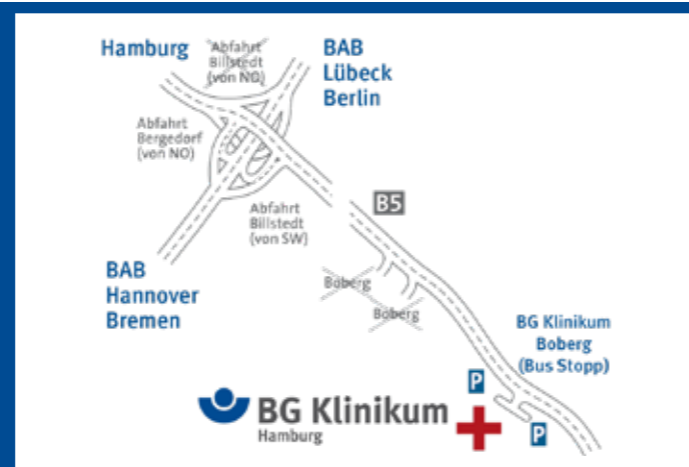 Hamburg
Abfahrt
Billstedt
(von NO)
BAB
Lübeck
Berlin
Abfahrt
Bergedorf
(von NO)
B5
Abfahrt
Billstedt
(von SW)
BAB
Hannover
Bremen
Boberg
Boberg
BG Klinikum
Boberg
(Bus Stopp)
P
BG Klinikum
Hamburg
P